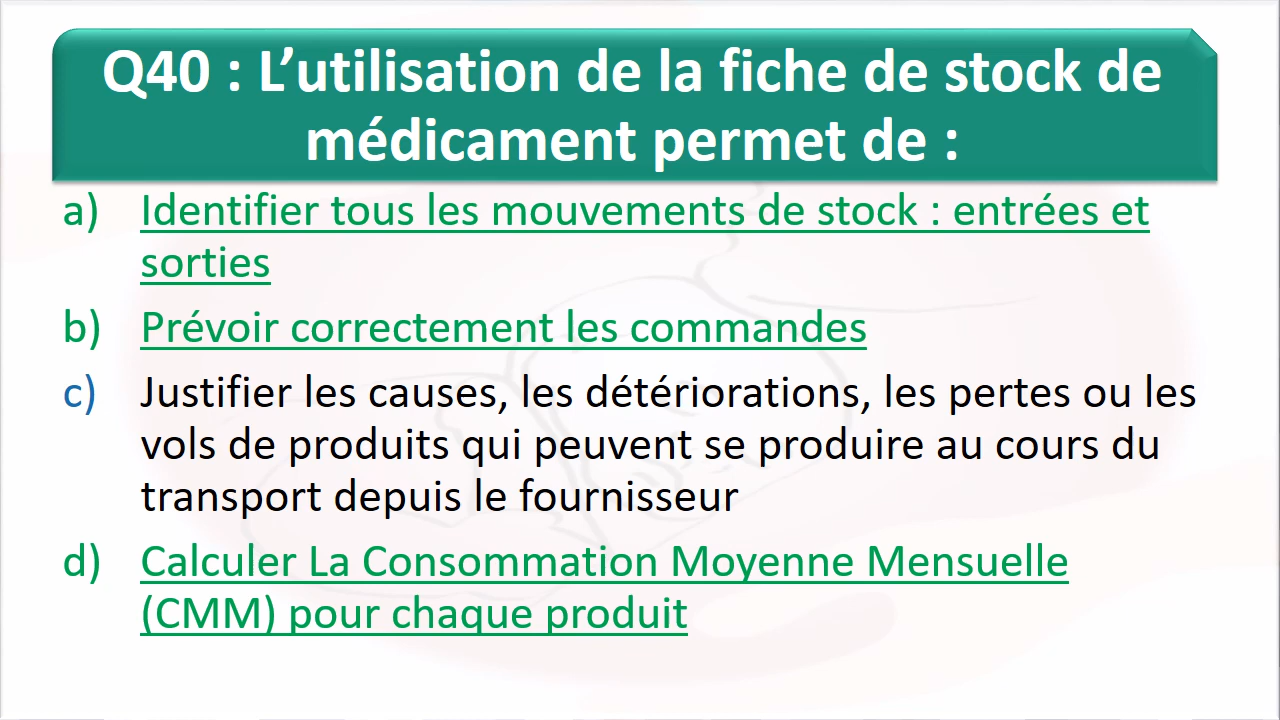 Q40 : L’utilisation de la fiche de stock de
médicament permet de :
a) Identifier tous les mouvements de stock : entrées et
sorties
b) Prévoir correctement les commandes
c) Justifier les causes, les détériorations, les pertes ou les
vols de produits qui peuvent se produire au cours du
transport depuis le fournisseur
d) Calculer La Consommation Moyenne Mensuelle
(CMM) pour chaque produit